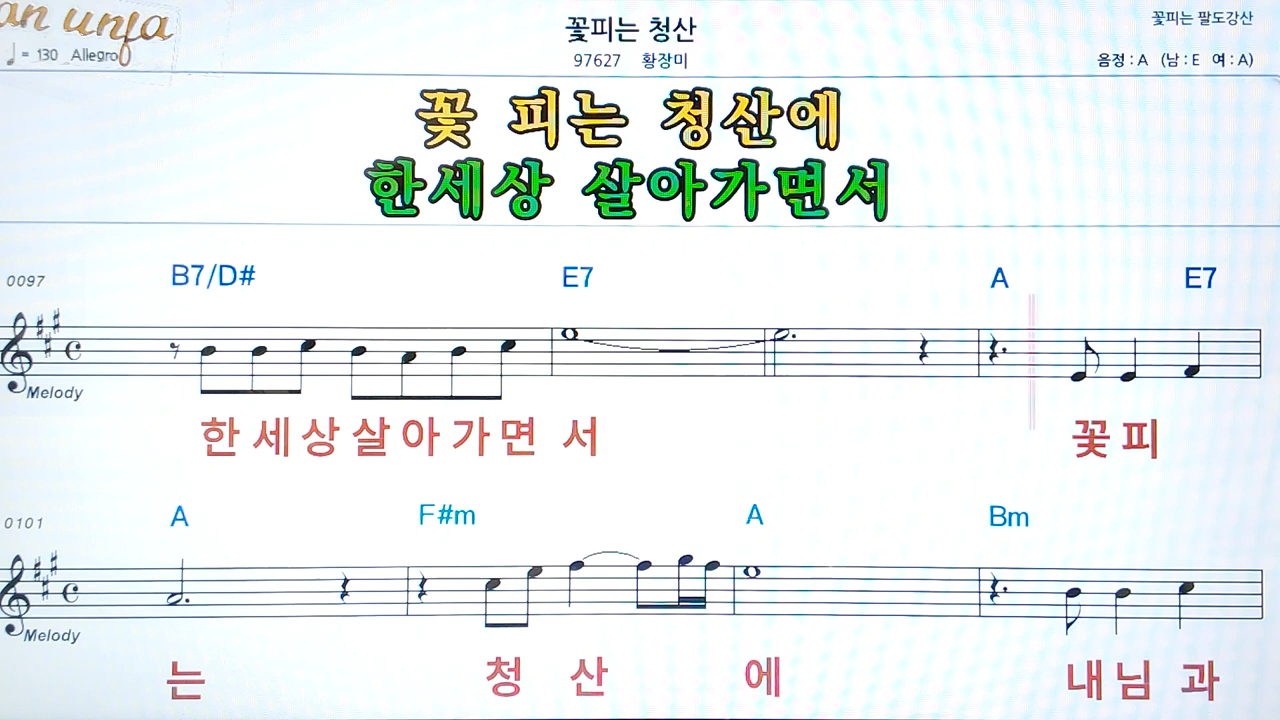 an unfa
꽃피는 청산
꽃피는 팔도강산
♩ = 130 Allegro
97627 황장미
음정 : A (남 : E 여 : A)
꽃 피는 청산에
한세상 살아가면서
B7/D# E7 A E7
0097
Melody
한 세 상 살 아 가 면 서 꽃 피
A F#m A Bm
0101
Melody
는 청 산 에 내 님 과